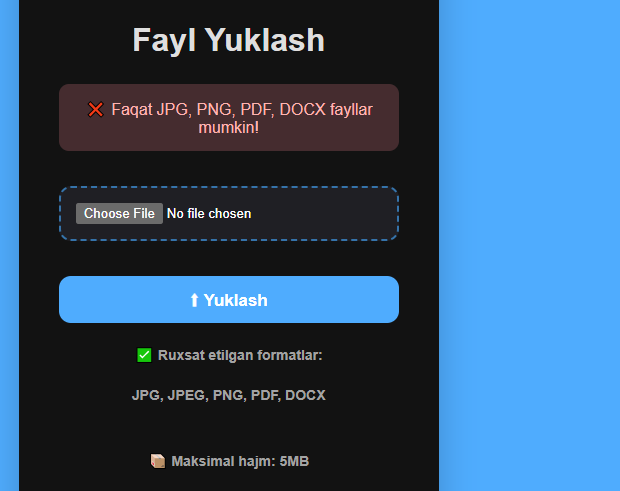 Fayl Yuklash
❌ Faqat JPG, PNG, PDF, DOCX fayllar
mumkin!
Choose File No file chosen
⬆ Yuklash
✅ Ruxsat etilgan formatlar:
JPG, JPEG, PNG, PDF, DOCX
📦 Maksimal hajm: 5MB